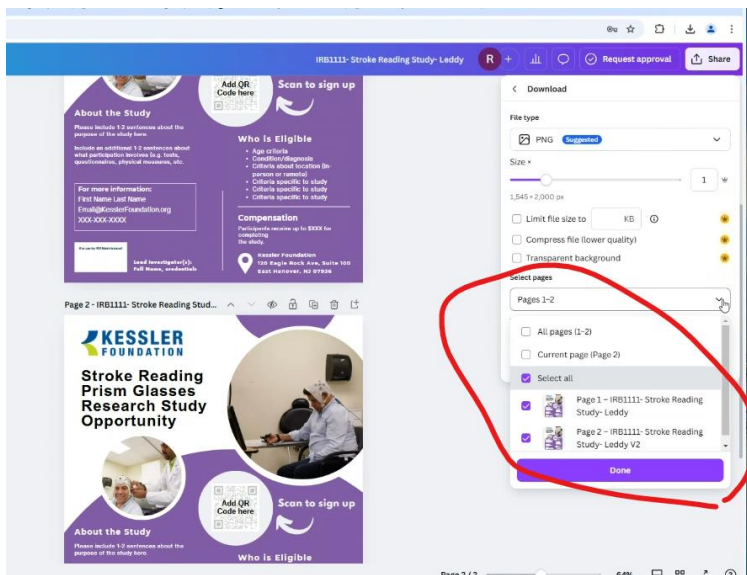 IRB1111- Stroke Reading Study- Leddy
R
+
Request approval
Share
Add QR
Code here
Scan to sign up
About the Study
Please include 1-2 sentences about the
purpose of the study here.
Include an additional 1-2 sentences about
what participation involves (e.g. tests,
questionnaires, physical measures, etc.
For more information:
First Name Last Name
Email@KesslerFoundation.org
XXX-XXX-XXXX
Lead Investigator(s):
Full Name, credentials
Who is Eligible
• Age criteria
• Condition/diagnosis
• Criteria about location (in-
person or remote)
• Criteria specific to study
• Criteria specific to study
• Criteria specific to study
Compensation
Participants receive up to $XXX for
completing
the study.
Kessler Foundation
120 Eagle Rock Ave, Suite 100
East Hanover, NJ 07936
Page 2 - IRB1111- Stroke Reading Stud...
KESSLER
FOUNDATION
Stroke Reading
Prism Glasses
Research Study
Opportunity
Add QR
Code here
Scan to sign up
About the Study
Please include 1-2 sentences about the
purpose of the study here.
Who is Eligible
Download
File type
PNG Suggested
Size ×
1
1,545 × 2,000 px
Limit file size to KB
Compress file (lower quality)
Transparent background
Select pages
Pages 1-2
All pages (1-2)
Current page (Page 2)
Select all
Page 1 – IRB1111- Stroke Reading
Study- Leddy
Page 2 – IRB1111- Stroke Reading
Study- Leddy V2
Done
Page 2 / 2
64%